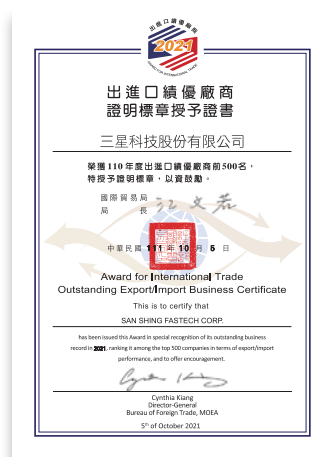 出進口績優廠商
2021
出進口績優廠商
證明標章授予證書
三星科技股份有限公司
榮獲110年度出進口績優廠商前500名，
特授予證明標章，以資鼓勵。
國際貿易局
局長 江文若
中華民國 111 年 10 月 5 日
Award for International Trade
Outstanding Export/Import Business Certificate
This is to certify that
SAN SHING FASTECH CORP.
has been issued this Award in special recognition of its outstanding business
record in 2021, ranking it among the top 500 companies in terms of export/import
performance, and to offer encouragement.
Cynthia Kiang
Director-General
Bureau of Foreign Trade, MOEA
5th of October 2021